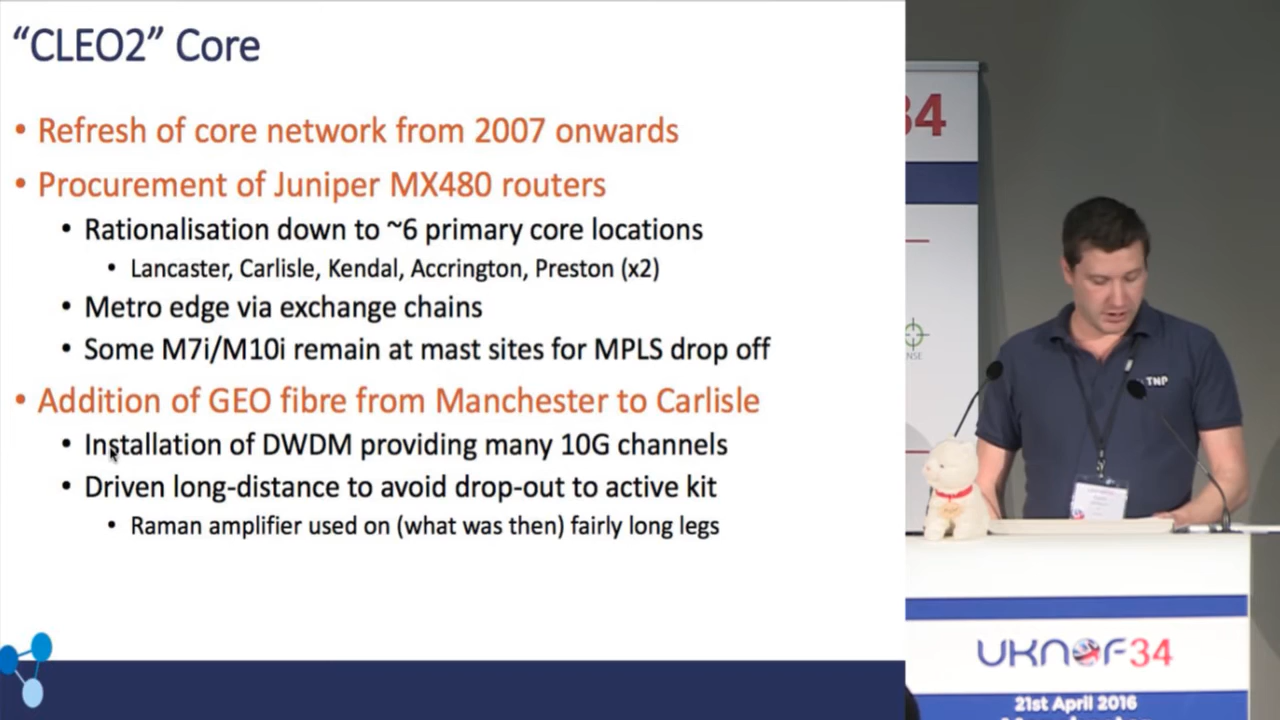 “CLEO2” Core
• Refresh of core network from 2007 onwards
• Procurement of Juniper MX480 routers
• Rationalisation down to ~6 primary core locations
• Lancaster, Carlisle, Kendal, Accrington, Preston (x2)
• Metro edge via exchange chains
• Some M7i/M10i remain at mast sites for MPLS drop off
• Addition of GEO fibre from Manchester to Carlisle
• Installation of DWDM providing many 10G channels
• Driven long-distance to avoid drop-out to active kit
• Raman amplifier used on (what was then) fairly long legs
34
NSE
TNP
UKNOF34
21st April 2016